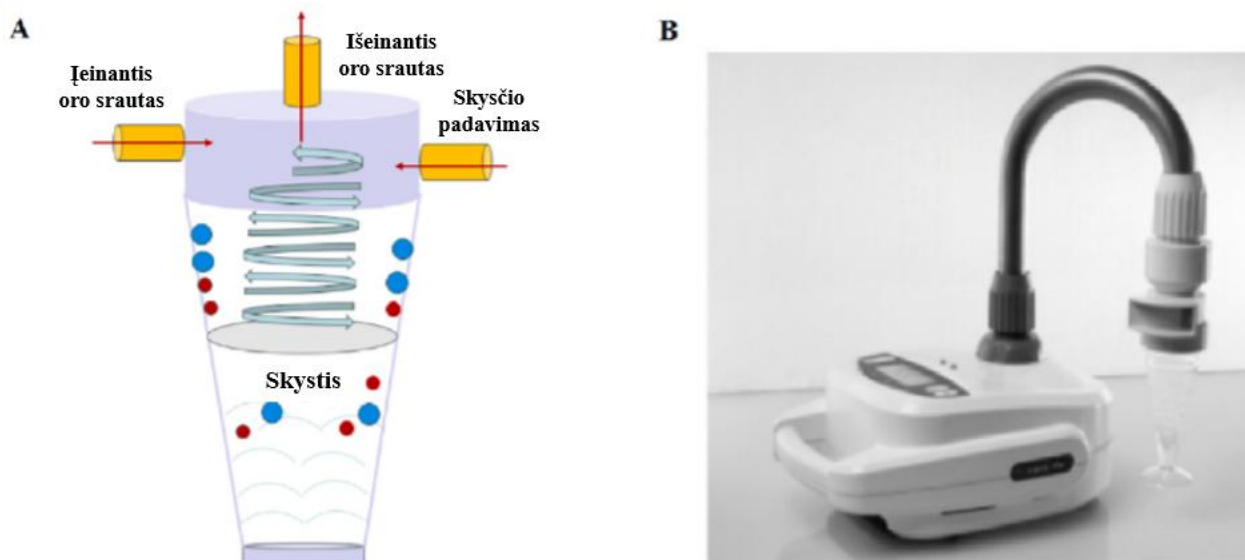 A
Įeinantis
oro srautas
Išeinantis
oro srautas
Skysčio
padavimas
Skystis
B